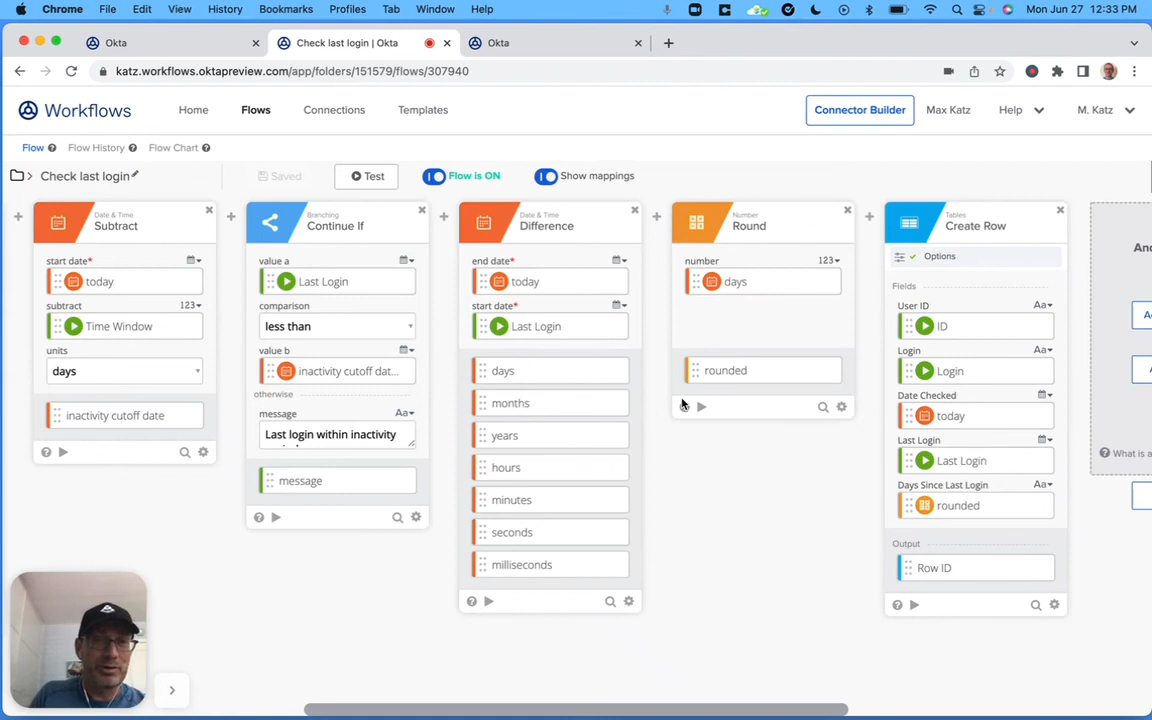 Chrome File Edit View History Bookmarks Profiles Tab Window Help Mon Jun 27 12:33 PM
Okta Check last login | Okta Okta
katz.workflows.oktapreview.com/app/folders/151579/flows/307940
Workflows Home Flows Connections Templates Connector Builder Max Katz Help M. Katz
Flow Flow History Flow Chart
Check last login Saved Test Flow is ON Show mappings
Date & Time
Subtract
start date*
today
subtract 123
Time Window
units
days
inactivity cutoff date
Branching
Continue If
value a
Last Login
comparison
less than
value b
inactivity cutoff dat...
otherwise
message Aa
Last login within inactivity
message
Date & Time
Difference
end date*
today
start date*
Last Login
days
months
years
hours
minutes
seconds
milliseconds
Number
Round
number 123
days
rounded
Tables
Create Row
Options
Fields
User ID Aa
ID
Login Aa
Login
Date Checked
today
Last Login
Last Login
Days Since Last Login Aa
rounded
Output
Row ID
What is a